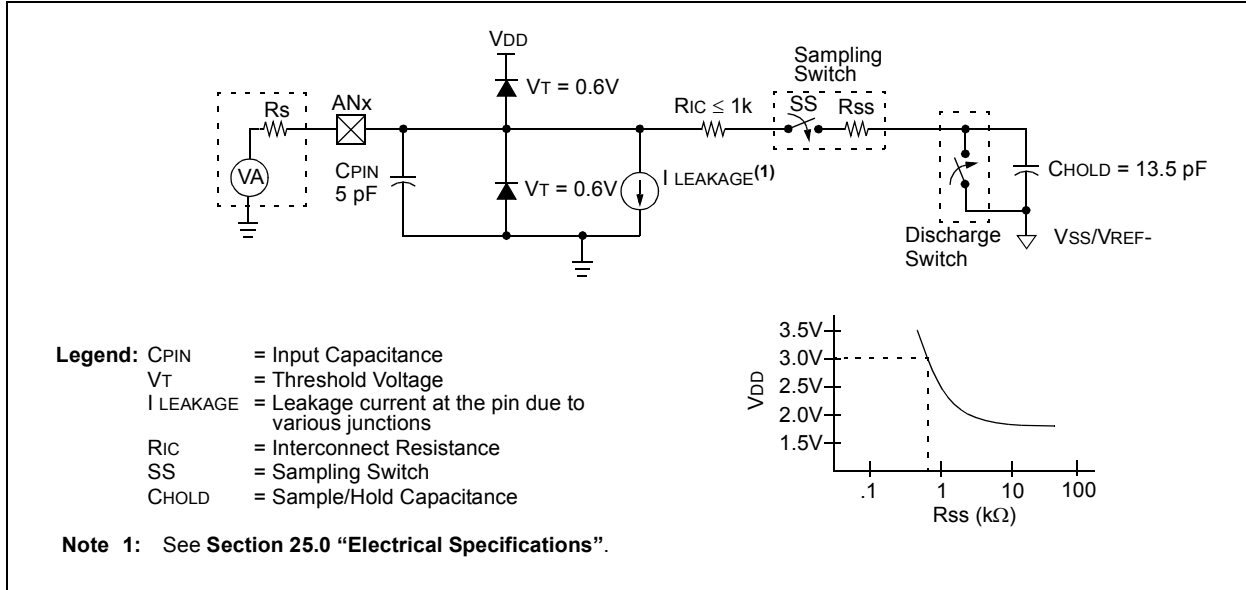 VDD
Sampling
Switch
VT = 0.6V
Rs
ANx
RIC ≤ 1k
SS
Rss
VA
CPIN
5 pF
VT = 0.6V
I LEAKAGE(1)
CHOLD = 13.5 pF
Discharge
Switch
VSS/VREF-
Legend: CPIN = Input Capacitance
VT = Threshold Voltage
I LEAKAGE = Leakage current at the pin due to
various junctions
RIC = Interconnect Resistance
SS = Sampling Switch
CHOLD = Sample/Hold Capacitance
3.5V
3.0V
2.5V
2.0V
1.5V
VDD
.1 1 10 100
Rss (kΩ)
Note 1: See Section 25.0 “Electrical Specifications”.